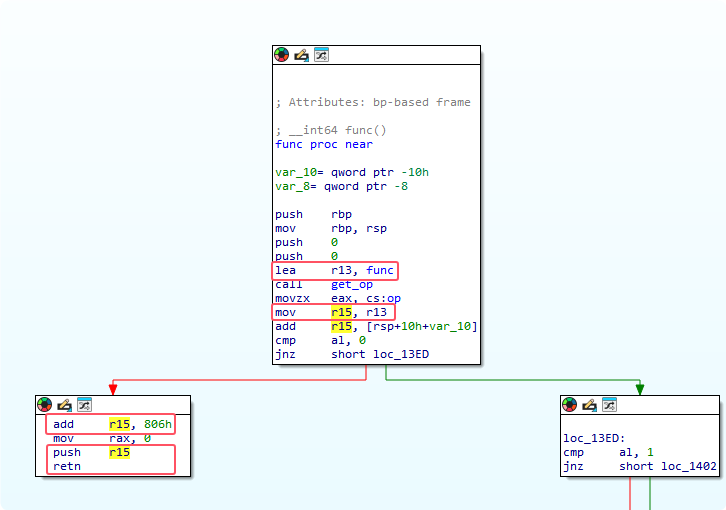 ; Attributes: bp-based frame
; __int64 func()
func proc near
var_10= qword ptr -10h
var_8= qword ptr -8
push rbp
mov rbp, rsp
push 0
push 0
lea r13, func
call get_op
movzx eax, cs:op
mov r15, r13
add r15, [rsp+10h+var_10]
cmp al, 0
jnz short loc_13ED
add r15, 806h
mov rax, 0
push r15
retn
loc_13ED:
cmp al, 1
jnz short loc_1402